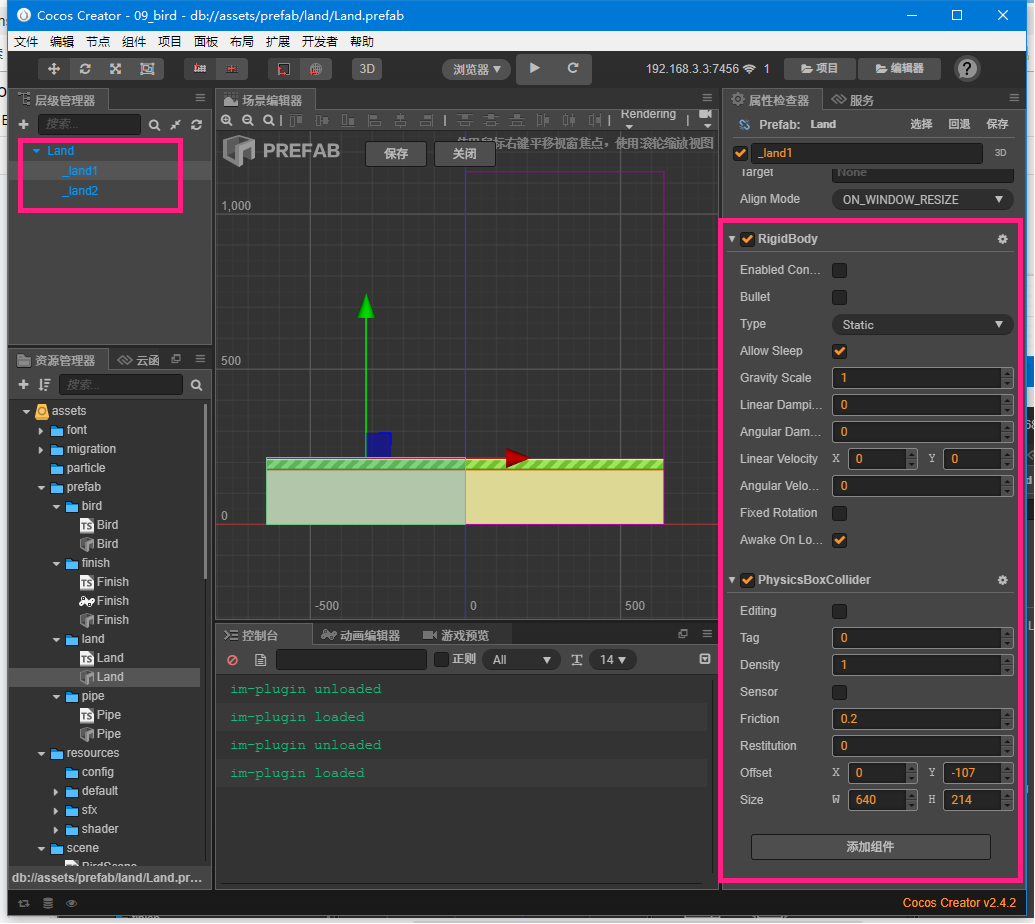 Cocos Creator - 09_bird - db://assets/prefab/land/Land.prefab
文件 编辑 节点 组件 项目 面板 布局 扩展 开发者 帮助
3D
浏览器
192.168.3.3:7456 1
项目
编辑器
?
层级管理器
搜索...
Land
_land1
_land2
场景编辑器
Rendering
PREFAB
保存
关闭
使用鼠标右键平移视窗焦点，使用滚轮缩放视图
1,000
500
0
-500 0 500
资源管理器
云函
搜索...
assets
font
migration
particle
prefab
bird
Bird
Bird
finish
Finish
Finish
Finish
land
Land
Land
pipe
Pipe
Pipe
resources
config
default
sfx
shader
scene
BirdScene
db://assets/prefab/land/Land.pr...
控制台
动画编辑器
游戏预览
正则
All
14
im-plugin unloaded
im-plugin loaded
im-plugin unloaded
im-plugin loaded
属性检查器
服务
Prefab: Land 选择 回退 保存
_land1 3D
Target None
Align Mode ON_WINDOW_RESIZE
RigidBody
Enabled Con...
Bullet
Type Static
Allow Sleep
Gravity Scale 1
Linear Dampi... 0
Angular Dam... 0
Linear Velocity X 0 Y 0
Angular Velo... 0
Fixed Rotation
Awake On Lo...
PhysicsBoxCollider
Editing
Tag 0
Density 1
Sensor
Friction 0.2
Restitution 0
Offset X 0 Y -107
Size W 640 H 214
添加组件
Cocos Creator v2.4.2